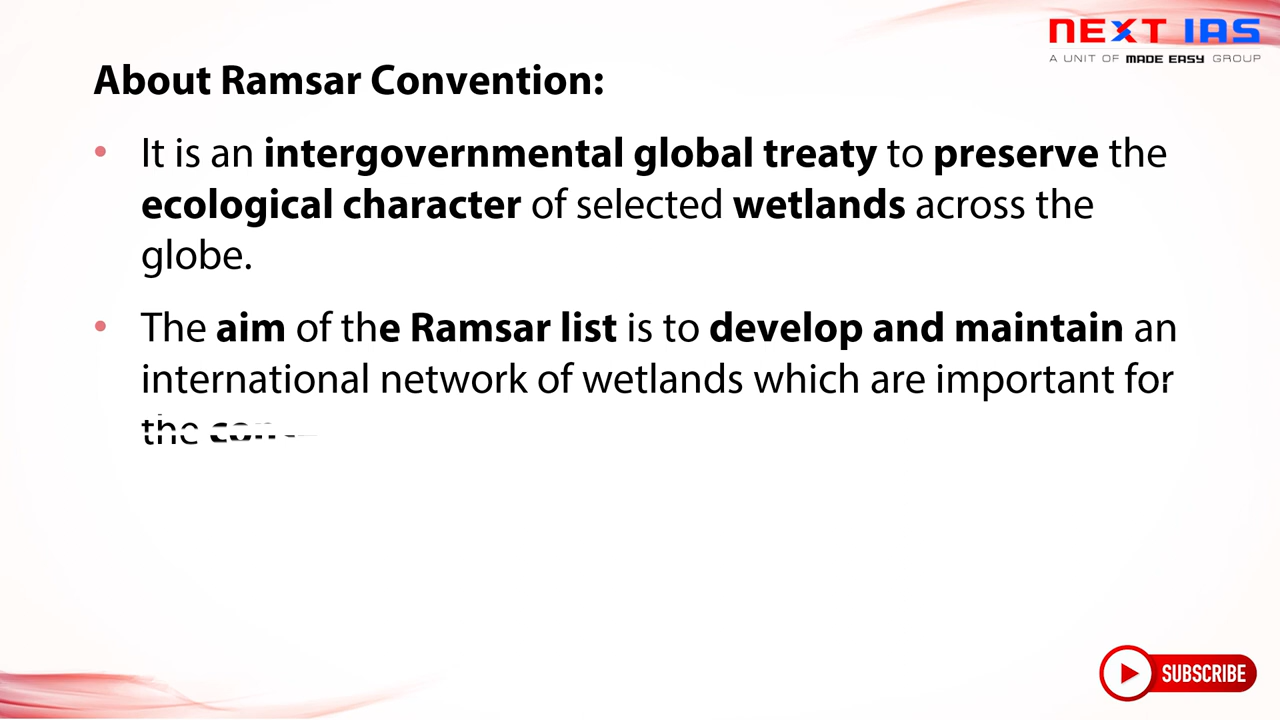 NEXT IAS
A UNIT OF MADE EASY GROUP
About Ramsar Convention:
• It is an intergovernmental global treaty to preserve the
ecological character of selected wetlands across the
globe.
• The aim of the Ramsar list is to develop and maintain an
international network of wetlands which are important for
the
SUBSCRIBE